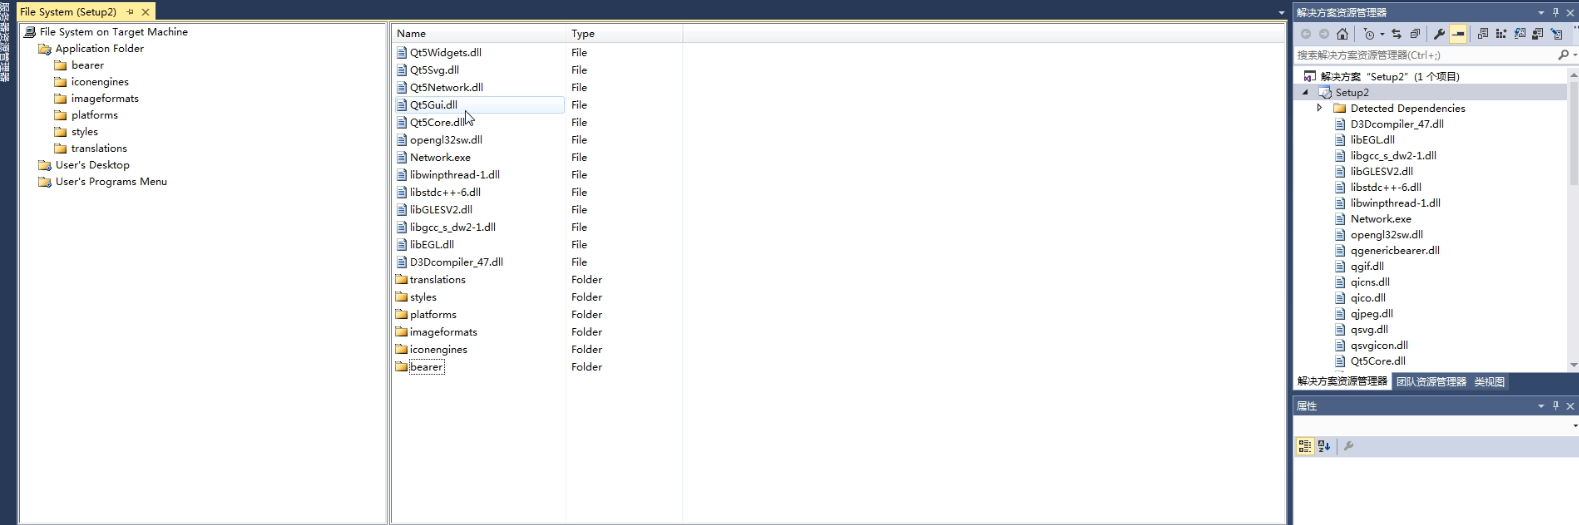 服务器资源管理器
File System (Setup2)
File System on Target Machine
Application Folder
bearer
iconengines
imageformats
platforms
styles
translations
User's Desktop
User's Programs Menu
Name Type
Qt5Widgets.dll File
Qt5Svg.dll File
Qt5Network.dll File
Qt5Gui.dll File
Qt5Core.dll File
opengl32sw.dll File
Network.exe File
libwinpthread-1.dll File
libstdc++-6.dll File
libGLESV2.dll File
libgcc_s_dw2-1.dll File
libEGL.dll File
D3Dcompiler_47.dll File
translations Folder
styles Folder
platforms Folder
imageformats Folder
iconengines Folder
bearer Folder
解决方案资源管理器
搜索解决方案资源管理器(Ctrl+;)
解决方案 "Setup2" (1 个项目)
Setup2
Detected Dependencies
D3Dcompiler_47.dll
libEGL.dll
libgcc_s_dw2-1.dll
libGLESV2.dll
libstdc++-6.dll
libwinpthread-1.dll
Network.exe
opengl32sw.dll
qgenericbearer.dll
qgif.dll
qicns.dll
qico.dll
qjpeg.dll
qsvg.dll
qsvgicon.dll
Qt5Core.dll
解决方案资源管理器 团队资源管理器 类视图
属性